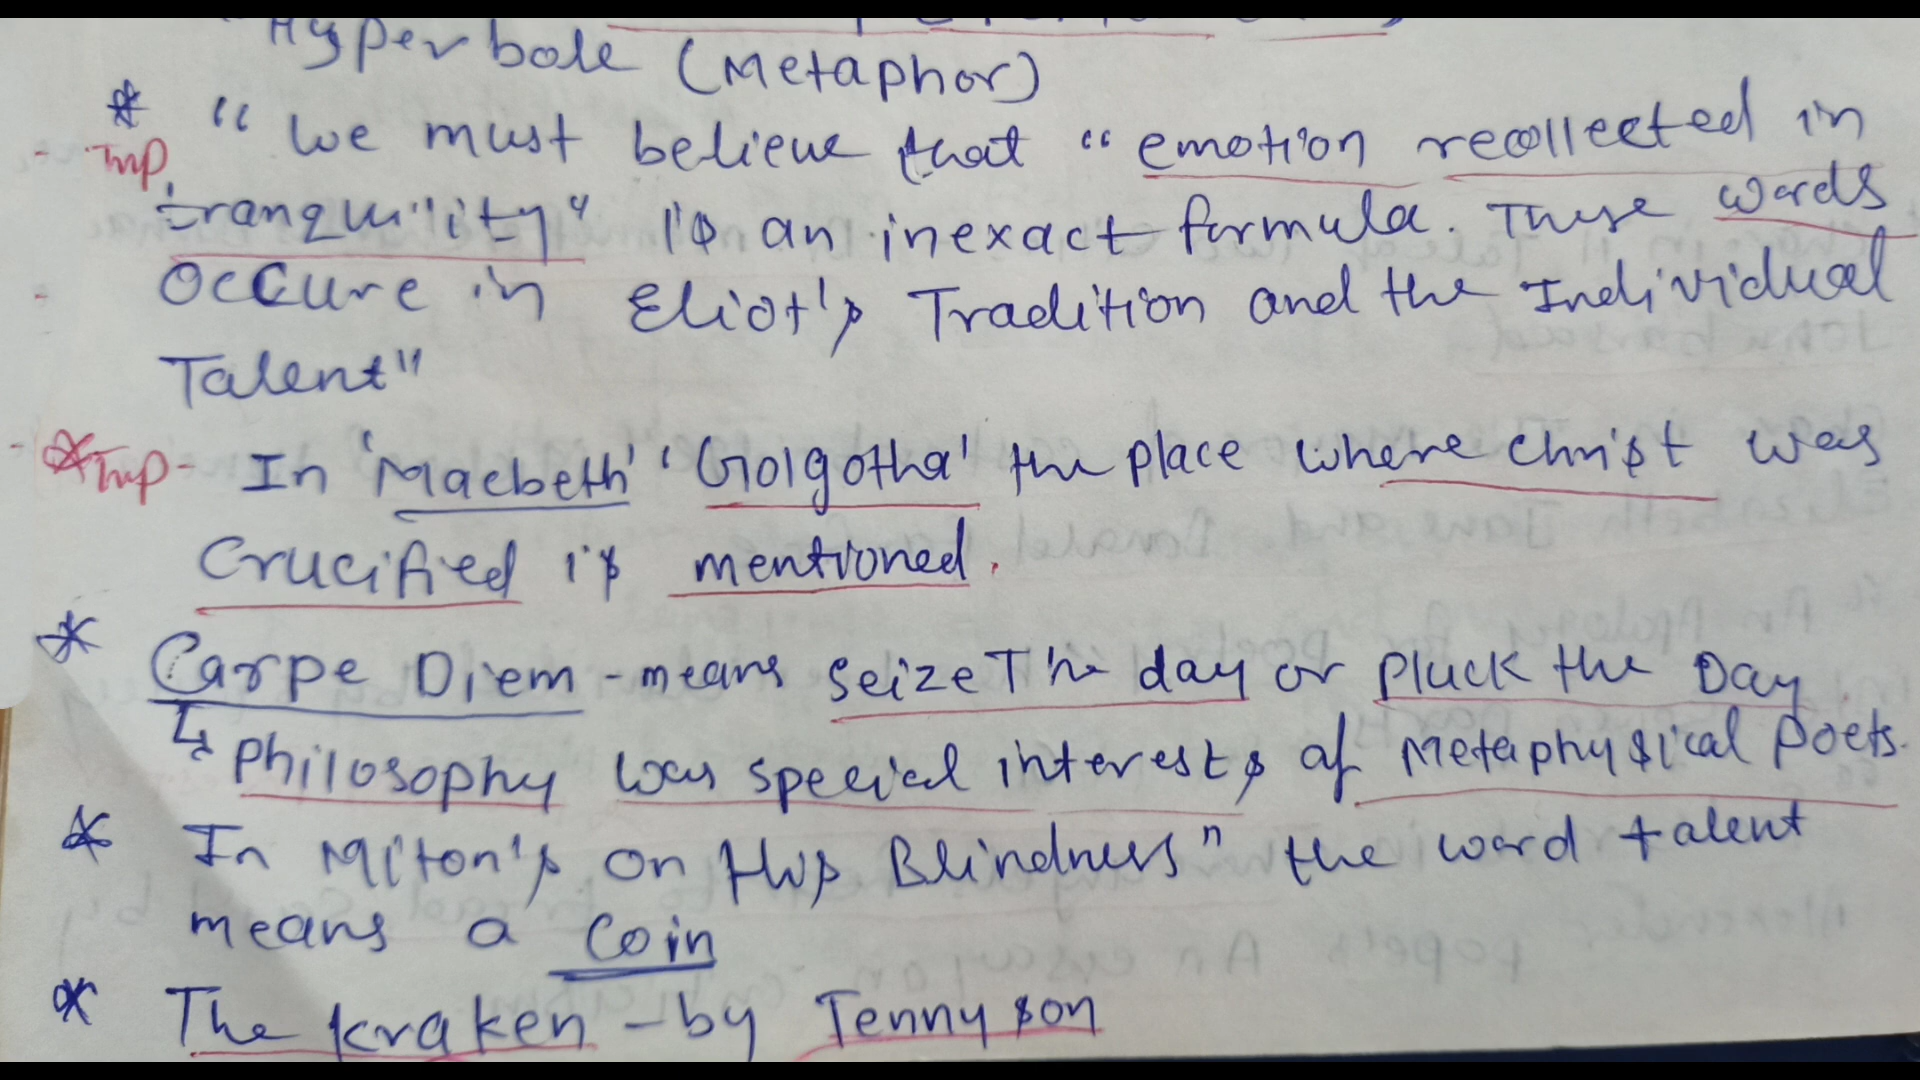 "Hyperbole (Metaphor)
* "We must believe that "emotion recollected in
Imp
tranquility" is an inexact formula. These words
Occure in Eliot's Tradition and the Individual
Talent"
* Imp - In 'Macbeth' 'Golgotha' the place where christ was
Crucified is mentioned.
* Carpe Diem - means seize The day or pluck the Day
↳ Philosophy was special interests of Metaphysical poets.
* In Milton's on His Blindness" the word talent
means a Coin
* The Kraken - by Tennyson